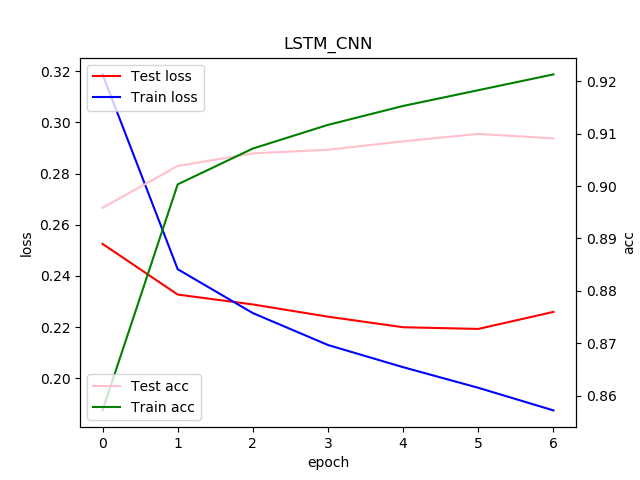 LSTM_CNN
Test loss
Train loss
Test acc
Train acc
0.32
0.30
0.28
0.26
0.24
0.22
0.20
loss
0.92
0.91
0.90
0.89
0.88
0.87
0.86
acc
0 1 2 3 4 5 6
epoch